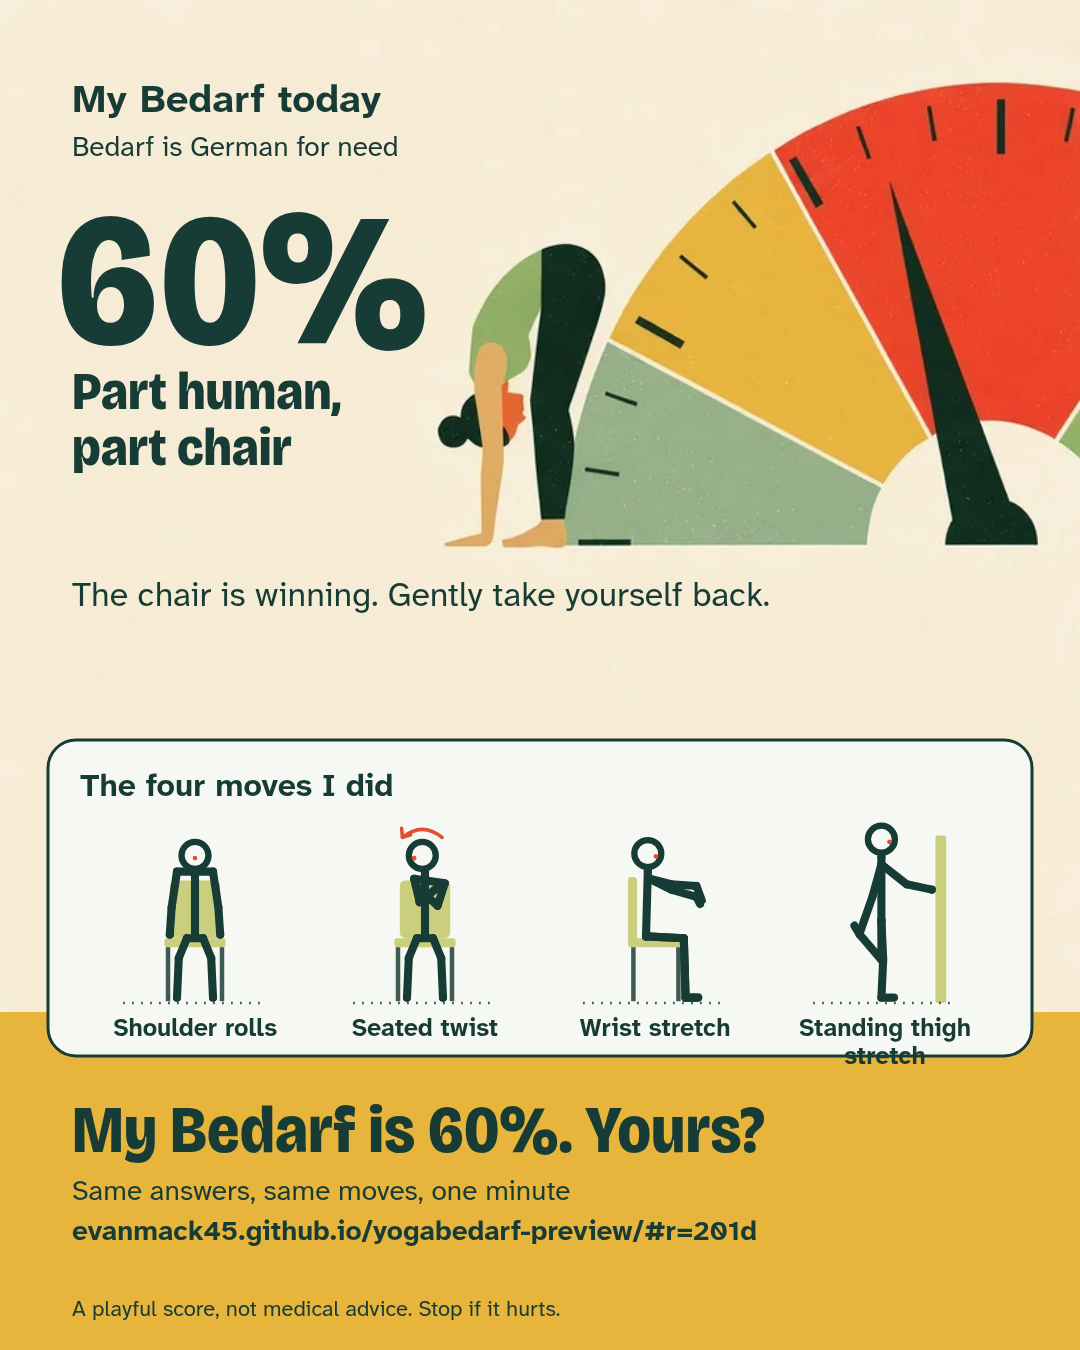 My Bedarf today
Bedarf is German for need
60%
Part human,
part chair
The chair is winning. Gently take yourself back.
The four moves I did
Shoulder rolls
Seated twist
Wrist stretch
Standing thigh
stretch
My Bedarf is 60%. Yours?
Same answers, same moves, one minute
evanmack45.github.io/yogabedarf-preview/#r=201d
A playful score, not medical advice. Stop if it hurts.